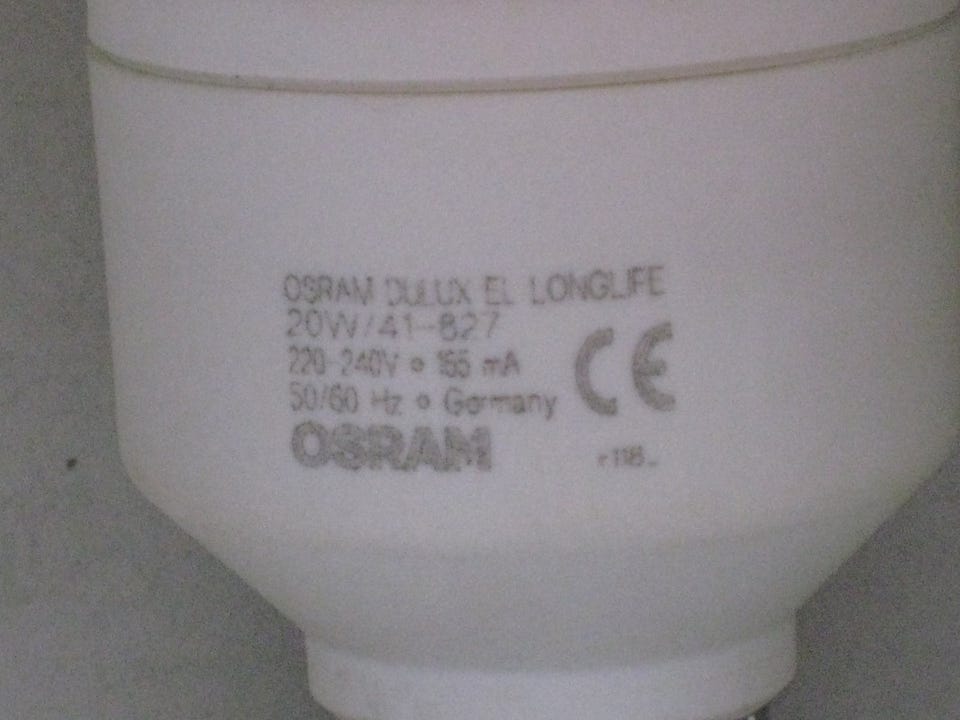 OSRAM DULUX EL LONGLIFE
20W/41-827
220-240V ∘ 155 mA
50/60 Hz ∘ Germany
CE
OSRAM